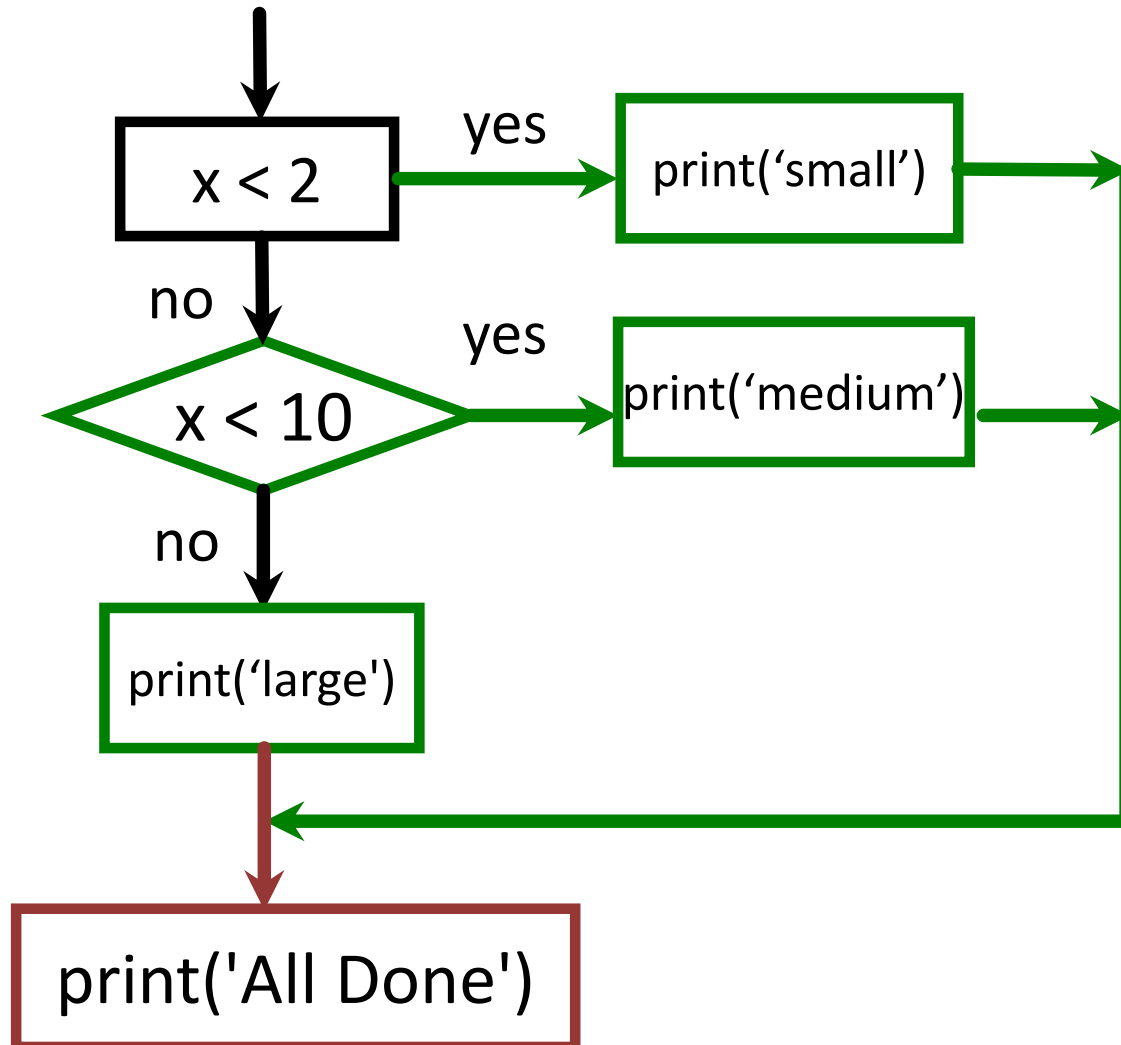 yes
x < 2
print(‘small’)
no
yes
x < 10
print(‘medium’)
no
print(‘large')
print('All Done')